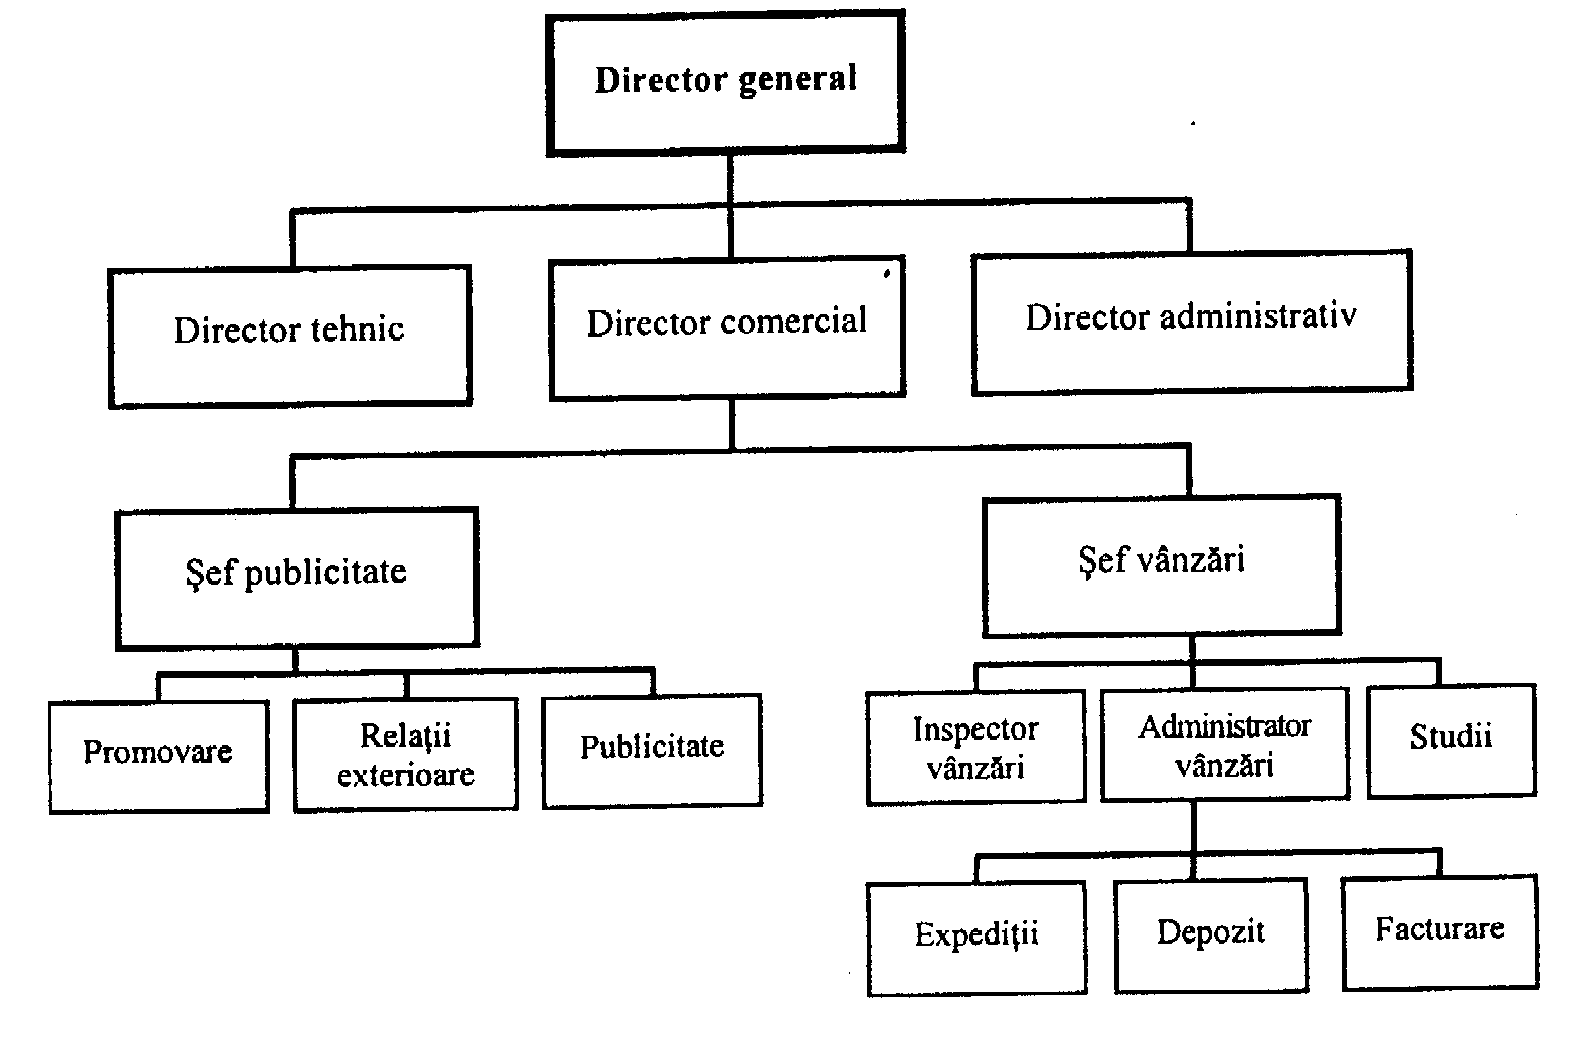 Director general
Director tehnic
Director comercial
Director administrativ
Şef publicitate
Şef vânzări
Promovare
Relaţii
exterioare
Publicitate
Inspector
vânzări
Administrator
vânzări
Studii
Expediţii
Depozit
Facturare